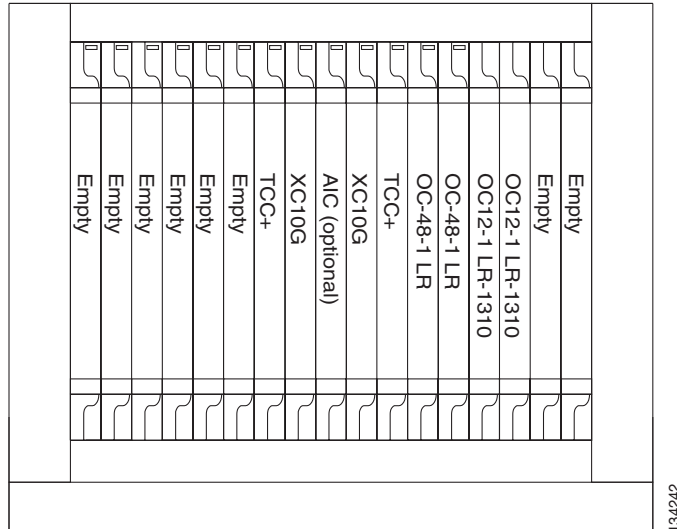 Empty
Empty
Empty
Empty
Empty
Empty
TCC+
XC10G
AIC (optional)
XC10G
TCC+
OC-48-1 LR
OC-48-1 LR
OC12-1 LR-1310
OC12-1 LR-1310
Empty
Empty
134242